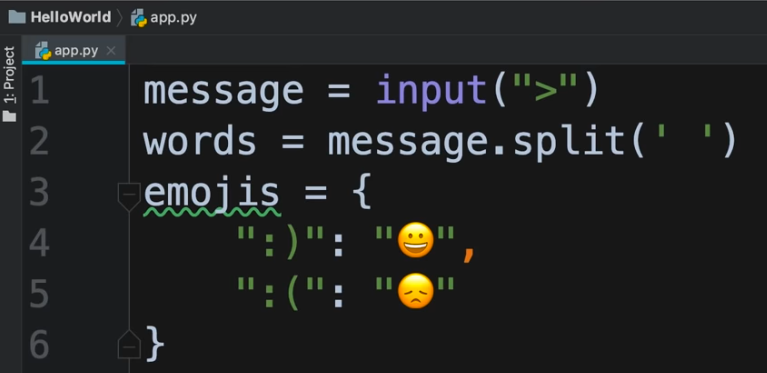 HelloWorld app.py
app.py
1: Project
1 message = input(">")
2 words = message.split(' ')
3 emojis = {
4     ":)": "😀",
5     ":(": "😞"
6 }